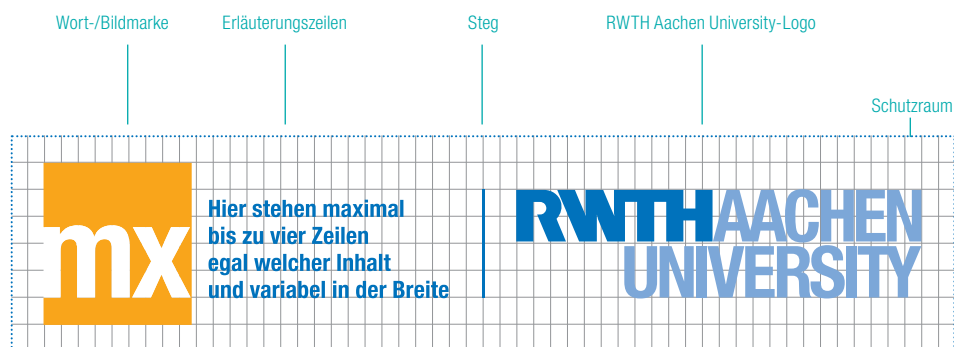 Wort-/Bildmarke Erläuterungszeilen Steg RWTH Aachen University-Logo
Schutzraum
mx
Hier stehen maximal
bis zu vier Zeilen
egal welcher Inhalt
und variabel in der Breite
RWTHAACHEN
UNIVERSITY